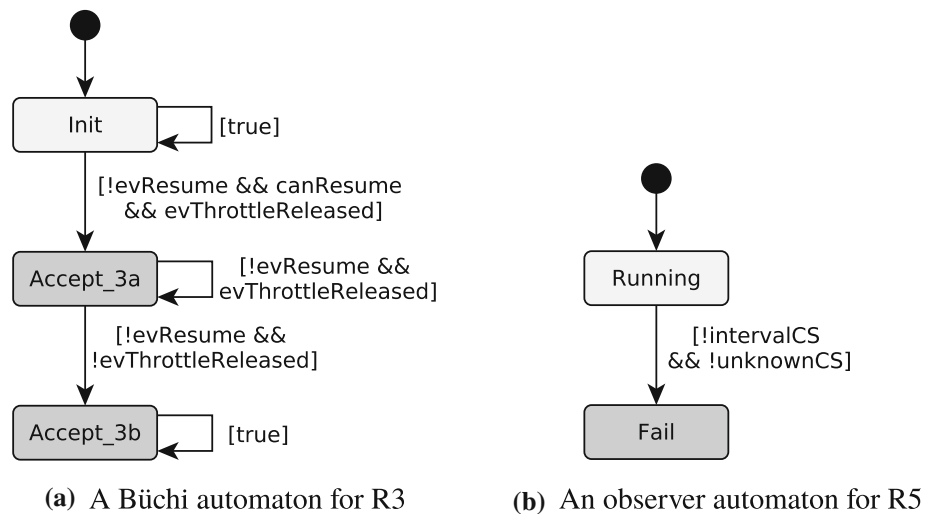 Init
[true]
[!evResume && canResume
&& evThrottleReleased]
Accept_3a
[!evResume &&
evThrottleReleased]
[!evResume &&
!evThrottleReleased]
Accept_3b
[true]
(a) A Büchi automaton for R3
Running
[!intervalCS
&& !unknownCS]
Fail
(b) An observer automaton for R5